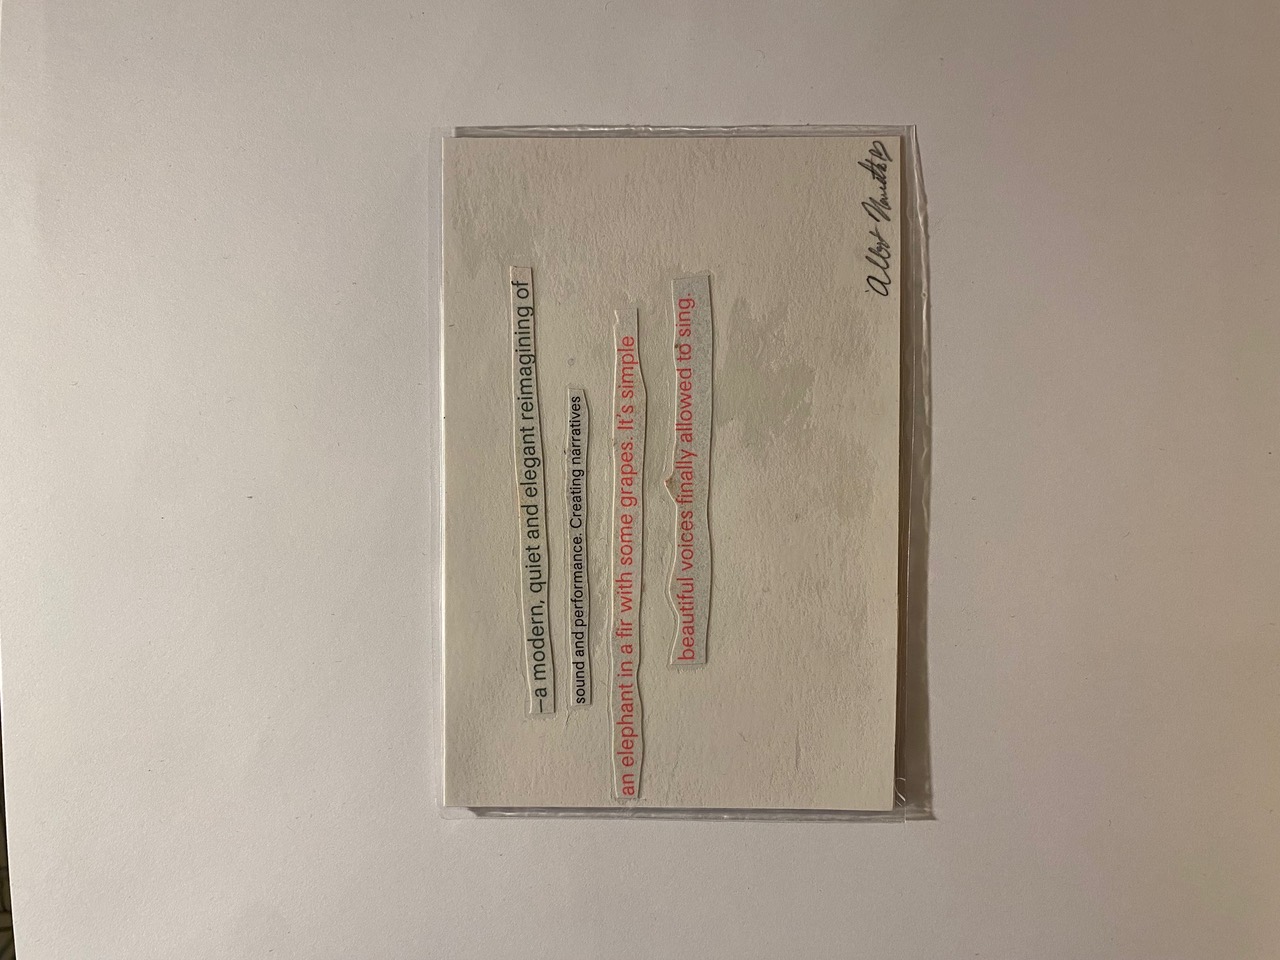 —a modern, quiet and elegant reimagining of
sound and performance. Creating narratives
an elephant in a fir with some grapes. It's simple
beautiful voices finally allowed to sing.
Albert